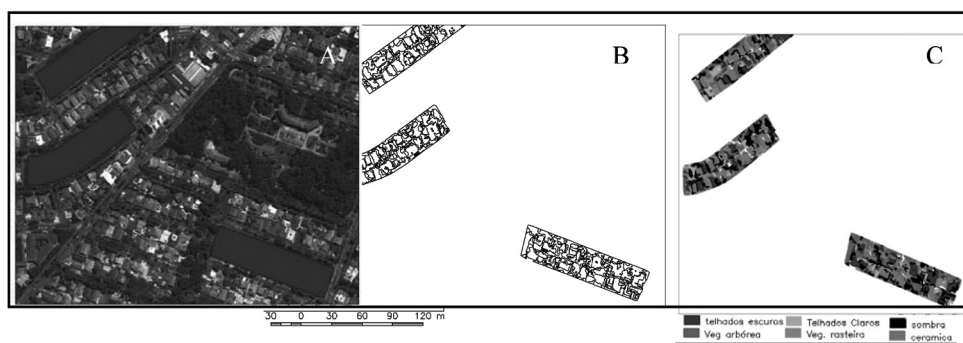 A B C
30 0 30 60 90 120 m
telhados escuros Telhados Claros sombra
Veg arbórea Veg. rasteira ceramica